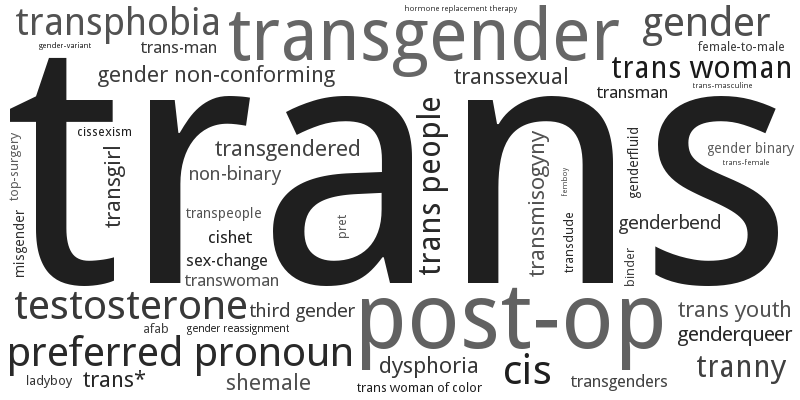 transphobia
transgender
hormone replacement therapy
gender
gender-variant
trans-man
female-to-male
gender non-conforming
transsexual
trans woman
transman
trans-masculine
trans
cissexism
top-surgery
transgirl
transgendered
non-binary
trans people
transmisogyny
femboy
genderfluid
gender binary
trans-female
misgender
transpeople
pret
cishet
sex-change
transwoman
transdude
genderbend
binder
testosterone
third gender
post-op
trans youth
afab
gender reassignment
genderqueer
preferred pronoun
dysphoria
cis
tranny
ladyboy
trans*
shemale
trans woman of color
transgenders